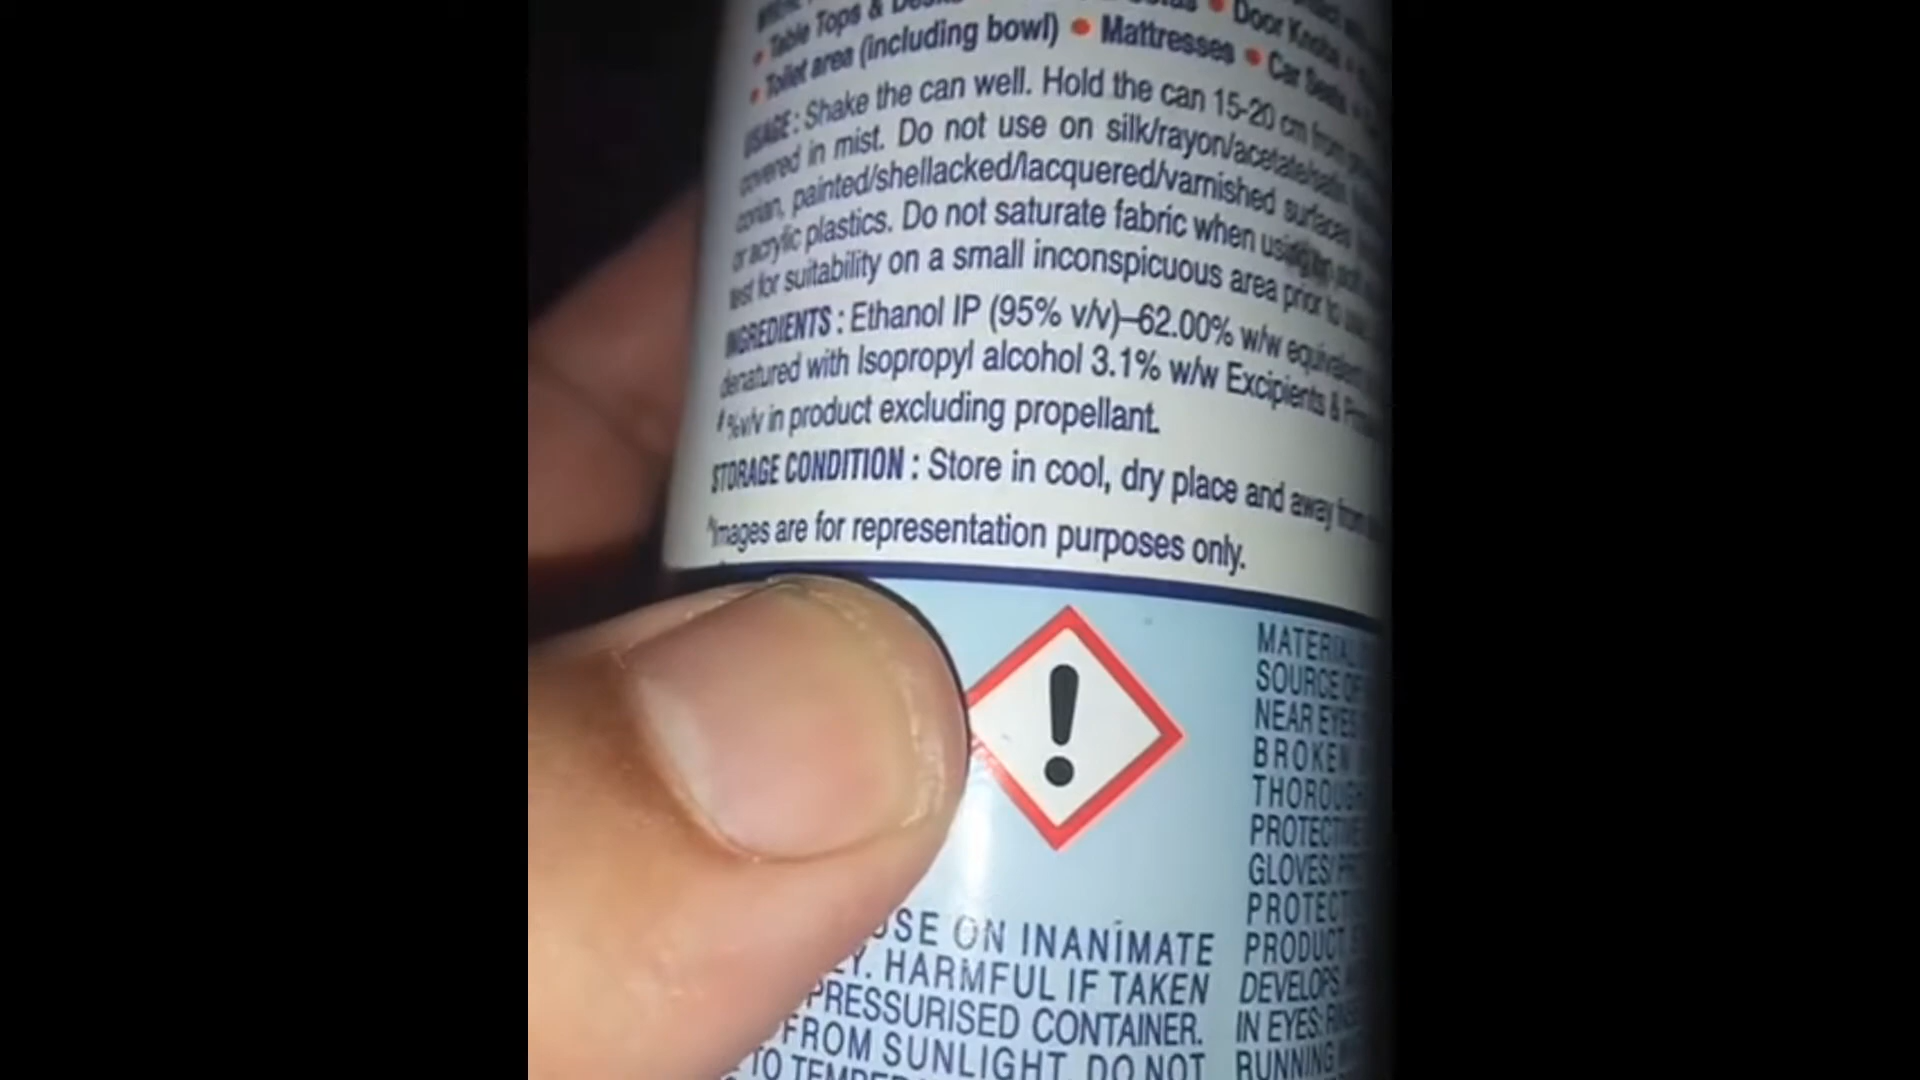 • Table Tops & Desks • Door Knobs •
• Toilet area (including bowl) • Mattresses • Car Seats •
USAGE : Shake the can well. Hold the can 15-20 cm from
covered in mist. Do not use on silk/rayon/acetate/satin
corian, painted/shellacked/lacquered/varnished surfaces
or acrylic plastics. Do not saturate fabric when using on
test for suitability on a small inconspicuous area prior to
INGREDIENTS : Ethanol IP (95% v/v)–62.00% w/w equivalent
denatured with Isopropyl alcohol 3.1% w/w Excipients &
# %v/v in product excluding propellant.
STORAGE CONDITION : Store in cool, dry place and away from
^Images are for representation purposes only.
USE ON INANIMATE
HARMFUL IF TAKEN
PRESSURISED CONTAINER.
FROM SUNLIGHT. DO NOT
TO
MATERIAL
SOURCE OF
NEAR EYES
BROKEN
THOROUGH
PROTECTIVE
GLOVES/
PROTECT
PRODUCT
DEVELOPS
IN EYES:
RUNNING